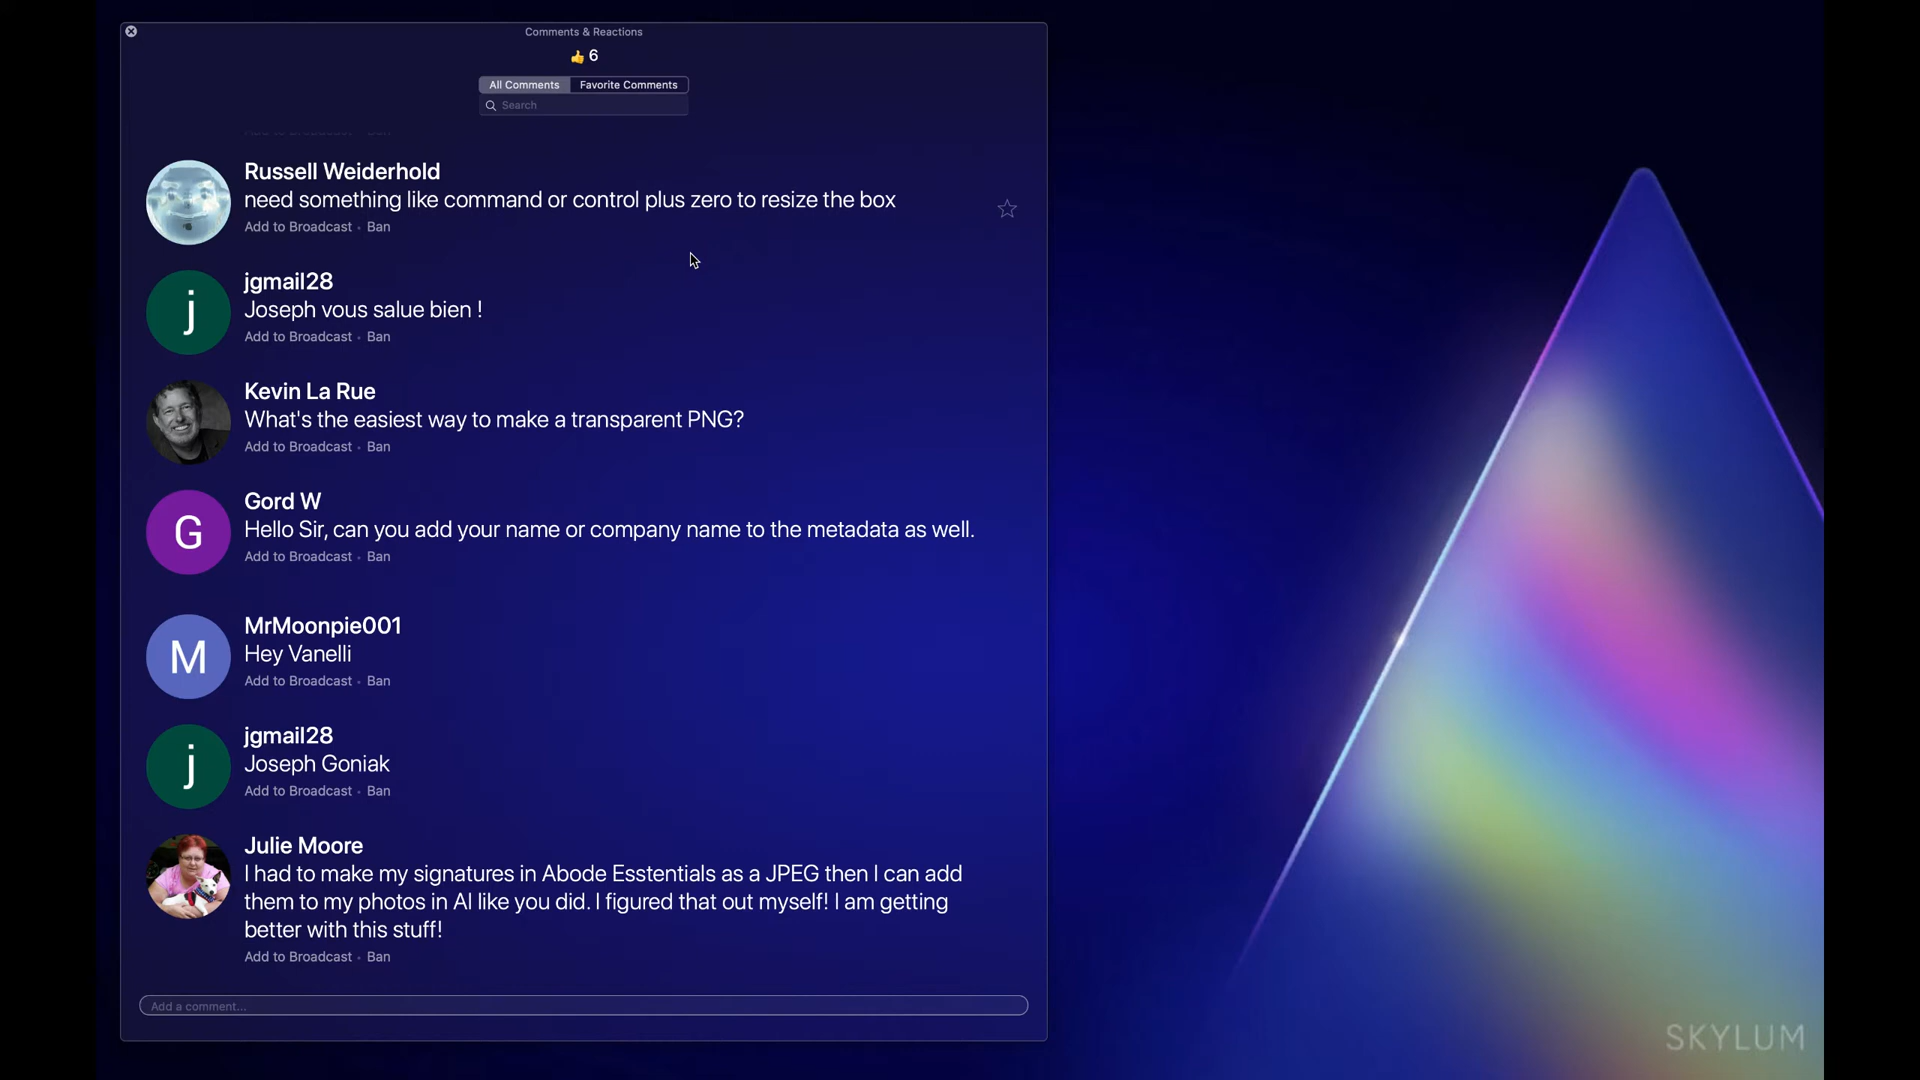 Comments & Reactions
👍 6
All Comments Favorite Comments
Search
Add to Broadcast • Ban
Russell Weiderhold
need something like command or control plus zero to resize the box
Add to Broadcast • Ban
jgmail28
j
Joseph vous salue bien !
Add to Broadcast • Ban
Kevin La Rue
What's the easiest way to make a transparent PNG?
Add to Broadcast • Ban
Gord W
G
Hello Sir, can you add your name or company name to the metadata as well.
Add to Broadcast • Ban
MrMoonpie001
M
Hey Vanelli
Add to Broadcast • Ban
jgmail28
j
Joseph Goniak
Add to Broadcast • Ban
Julie Moore
I had to make my signatures in Abode Esstentials as a JPEG then I can add
them to my photos in AI like you did. I figured that out myself! I am getting
better with this stuff!
Add to Broadcast • Ban
Add a comment...
SKYLUM